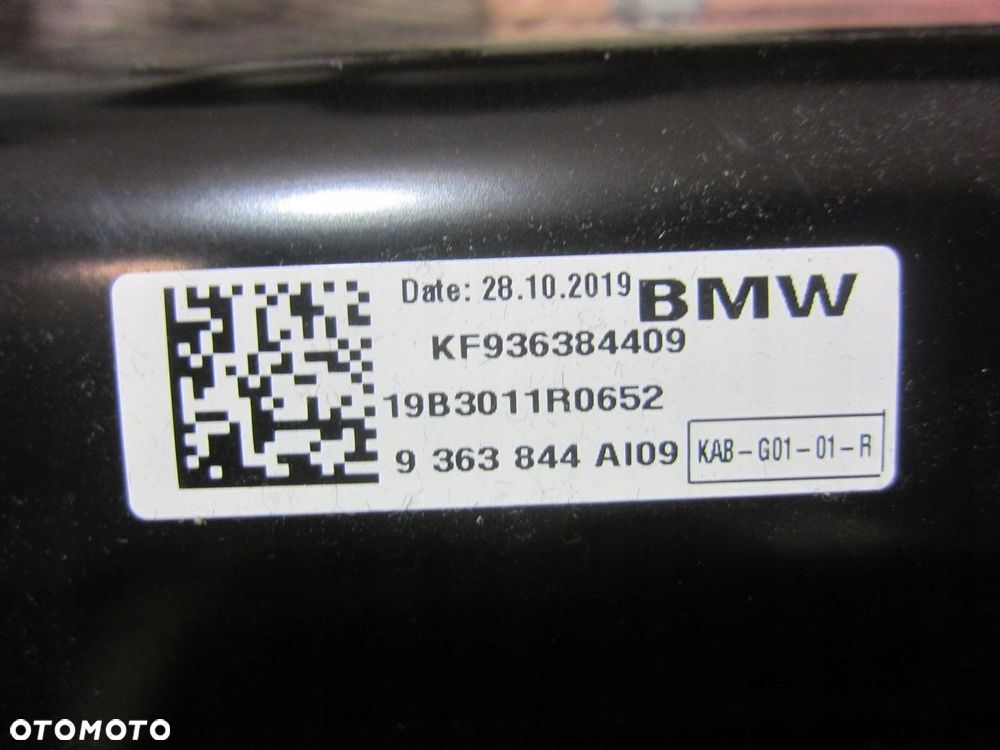 Date: 28.10.2019 BMW
KF936384409
19B3011R0652
9 363 844 AI09 KAB-G01-01-R
OTOMOTO